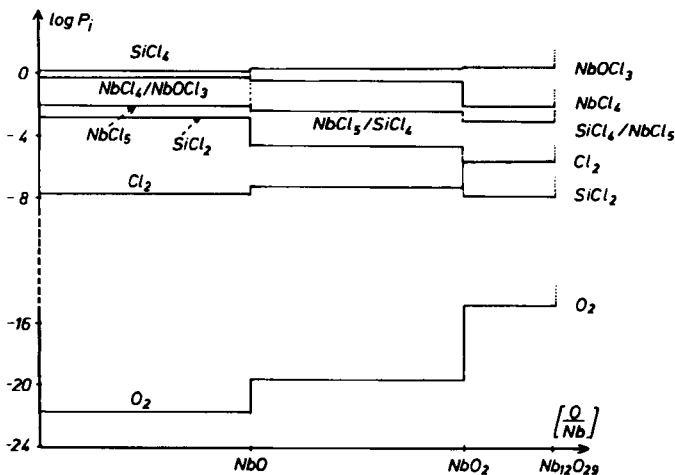 log Pi
SiCl4
0
NbOCl3
NbCl4/NbOCl3
NbCl4
-4
NbCl5
SiCl2
NbCl5/SiCl4
SiCl4/NbCl5
Cl2
Cl2
-8
SiCl2
O2
-16
-20
O2
[O/Nb]
-24
NbO
NbO2
Nb12O29